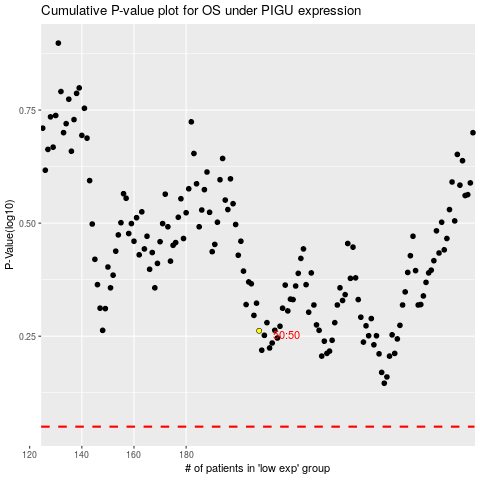 Cumulative P-value plot for OS under PIGU expression
P-Value(log10)
0.75
0.50
0.25
50:50
120 140 160 180
# of patients in 'low exp' group